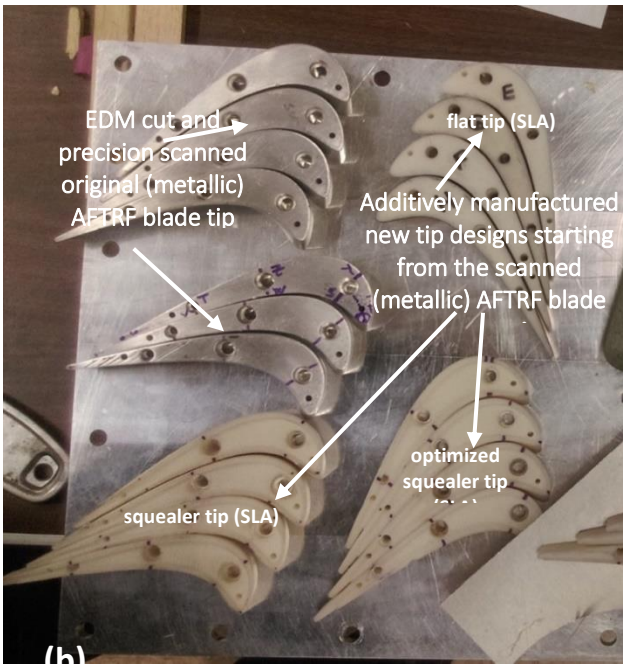 EDM cut and
precision scanned
original (metallic)
AFTRF blade tip
E
flat tip (SLA)
Additively manufactured
new tip designs starting
from the scanned
(metallic) AFTRF blade
optimized
squealer tip
(SLA)
squealer tip (SLA)
(b)